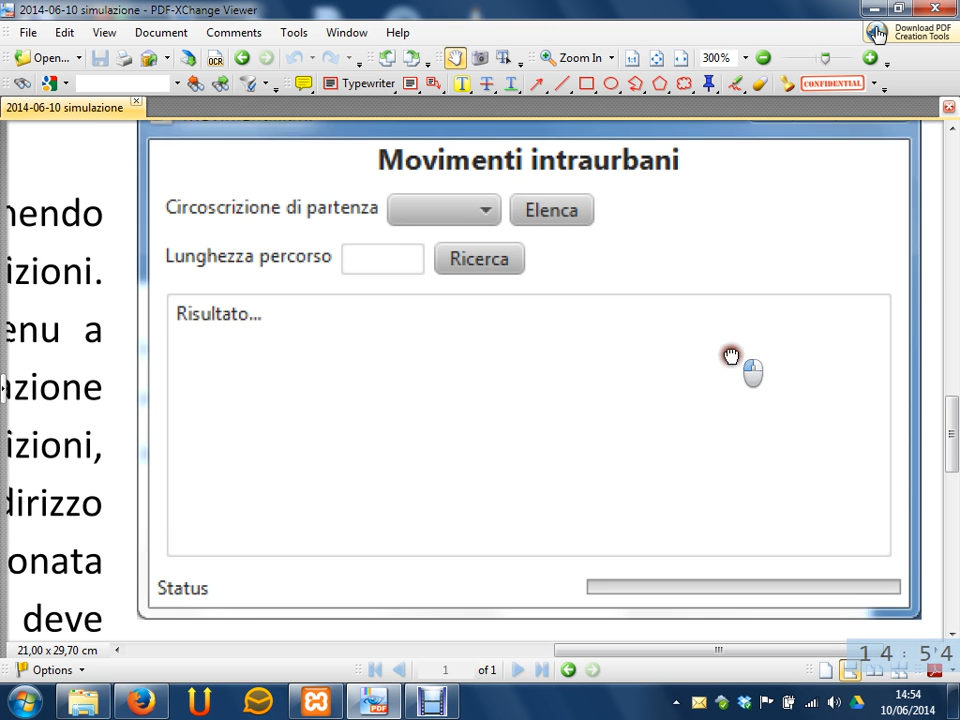 2014-06-10 simulazione - PDF-XChange Viewer
File Edit View Document Comments Tools Window Help
Download PDF
Creation Tools
Open...
OCR
Zoom In
300%
Typewriter
CONFIDENTIAL
2014-06-10 simulazione
Movimenti intraurbani
Circoscrizione di partenza
Elenca
Lunghezza percorso
Ricerca
Risultato...
Status
nendo
izioni.
enu a
azione
izioni,
dirizzo
onata
deve
21,00 x 29,70 cm
14:54
Options
1 of 1
PDF
14:54
10/06/2014